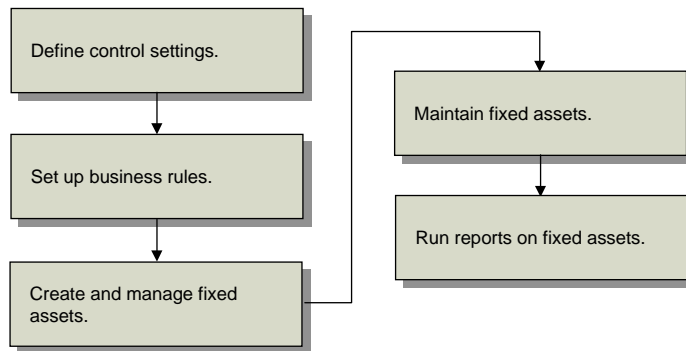 Define control settings.
Set up business rules.
Create and manage fixed
assets.
Maintain fixed assets.
Run reports on fixed assets.